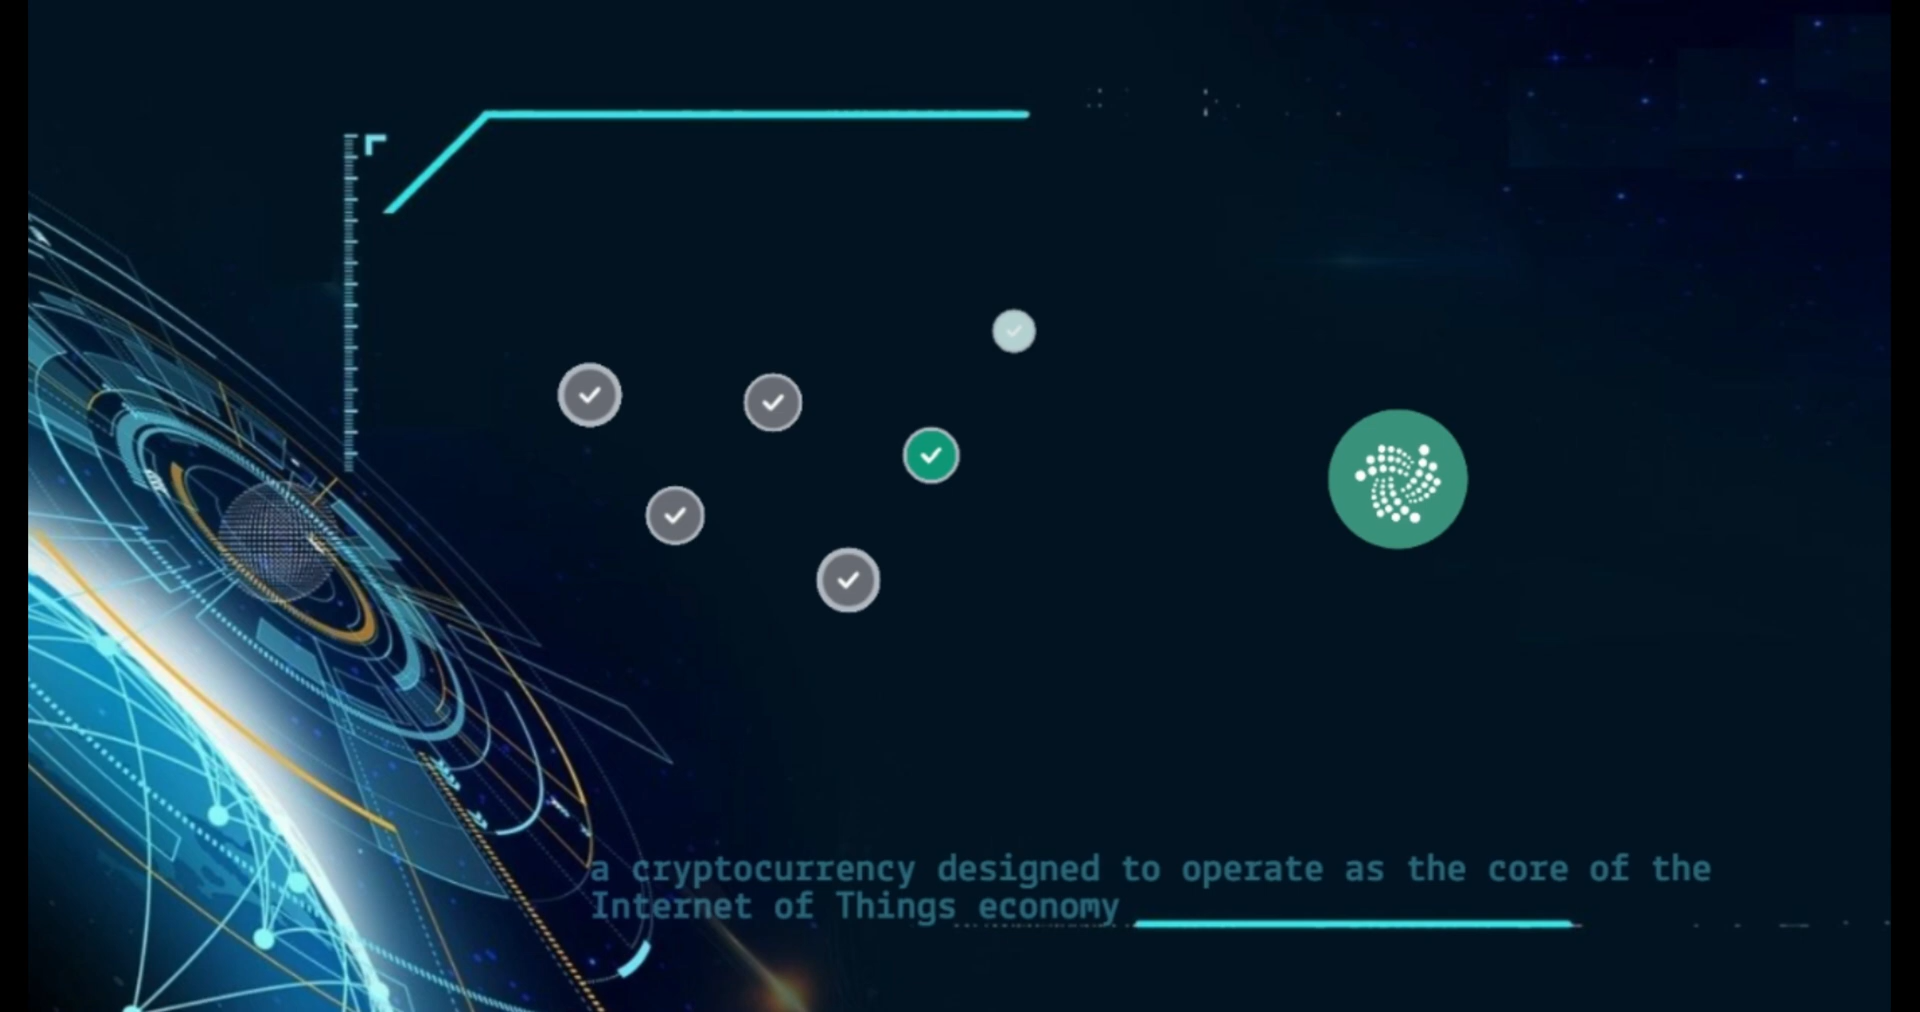 a cryptocurrency designed to operate as the core of the
Internet of Things economy